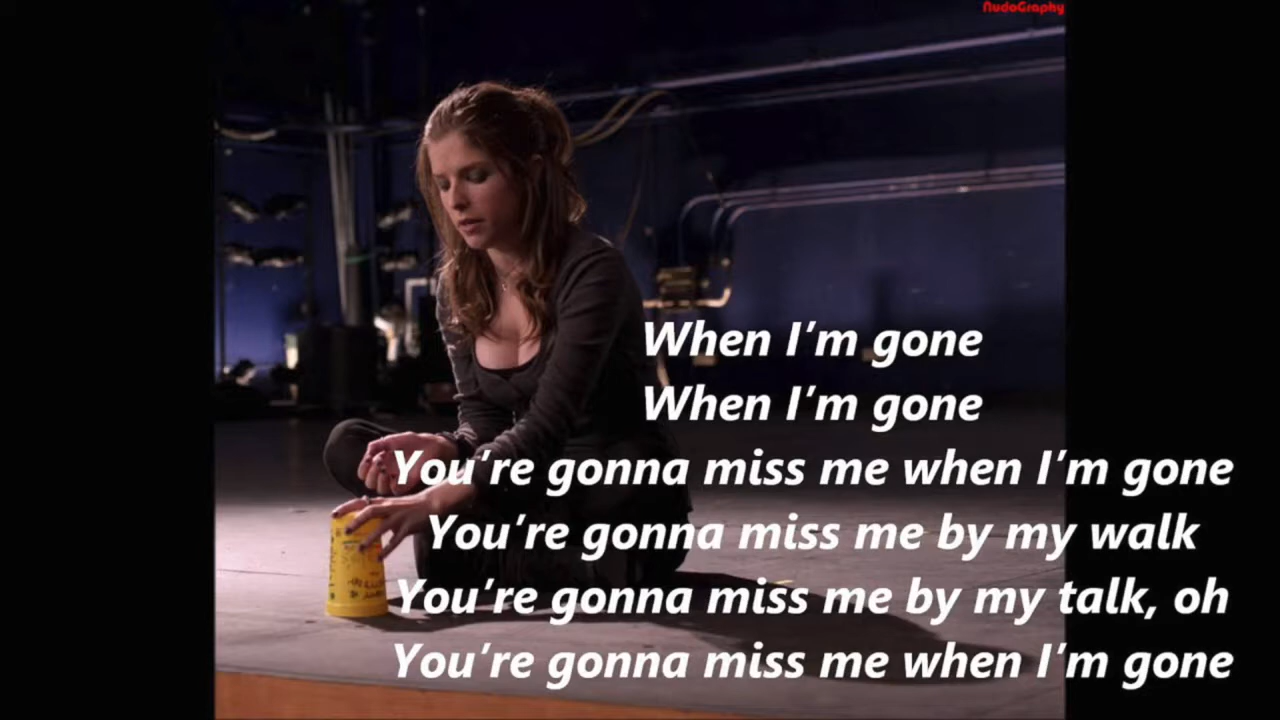 NudoGraphy
When I'm gone
When I'm gone
You're gonna miss me when I'm gone
You're gonna miss me by my walk
You're gonna miss me by my talk, oh
You're gonna miss me when I'm gone